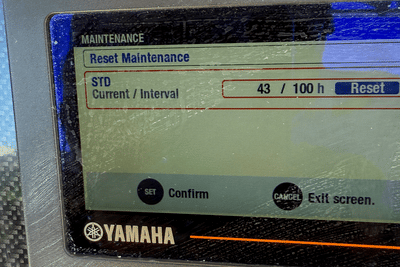 MAINTENANCE
Reset Maintenance
STD
Current / Interval 43 / 100 h Reset
SET Confirm CANCEL Exit screen.
YAMAHA